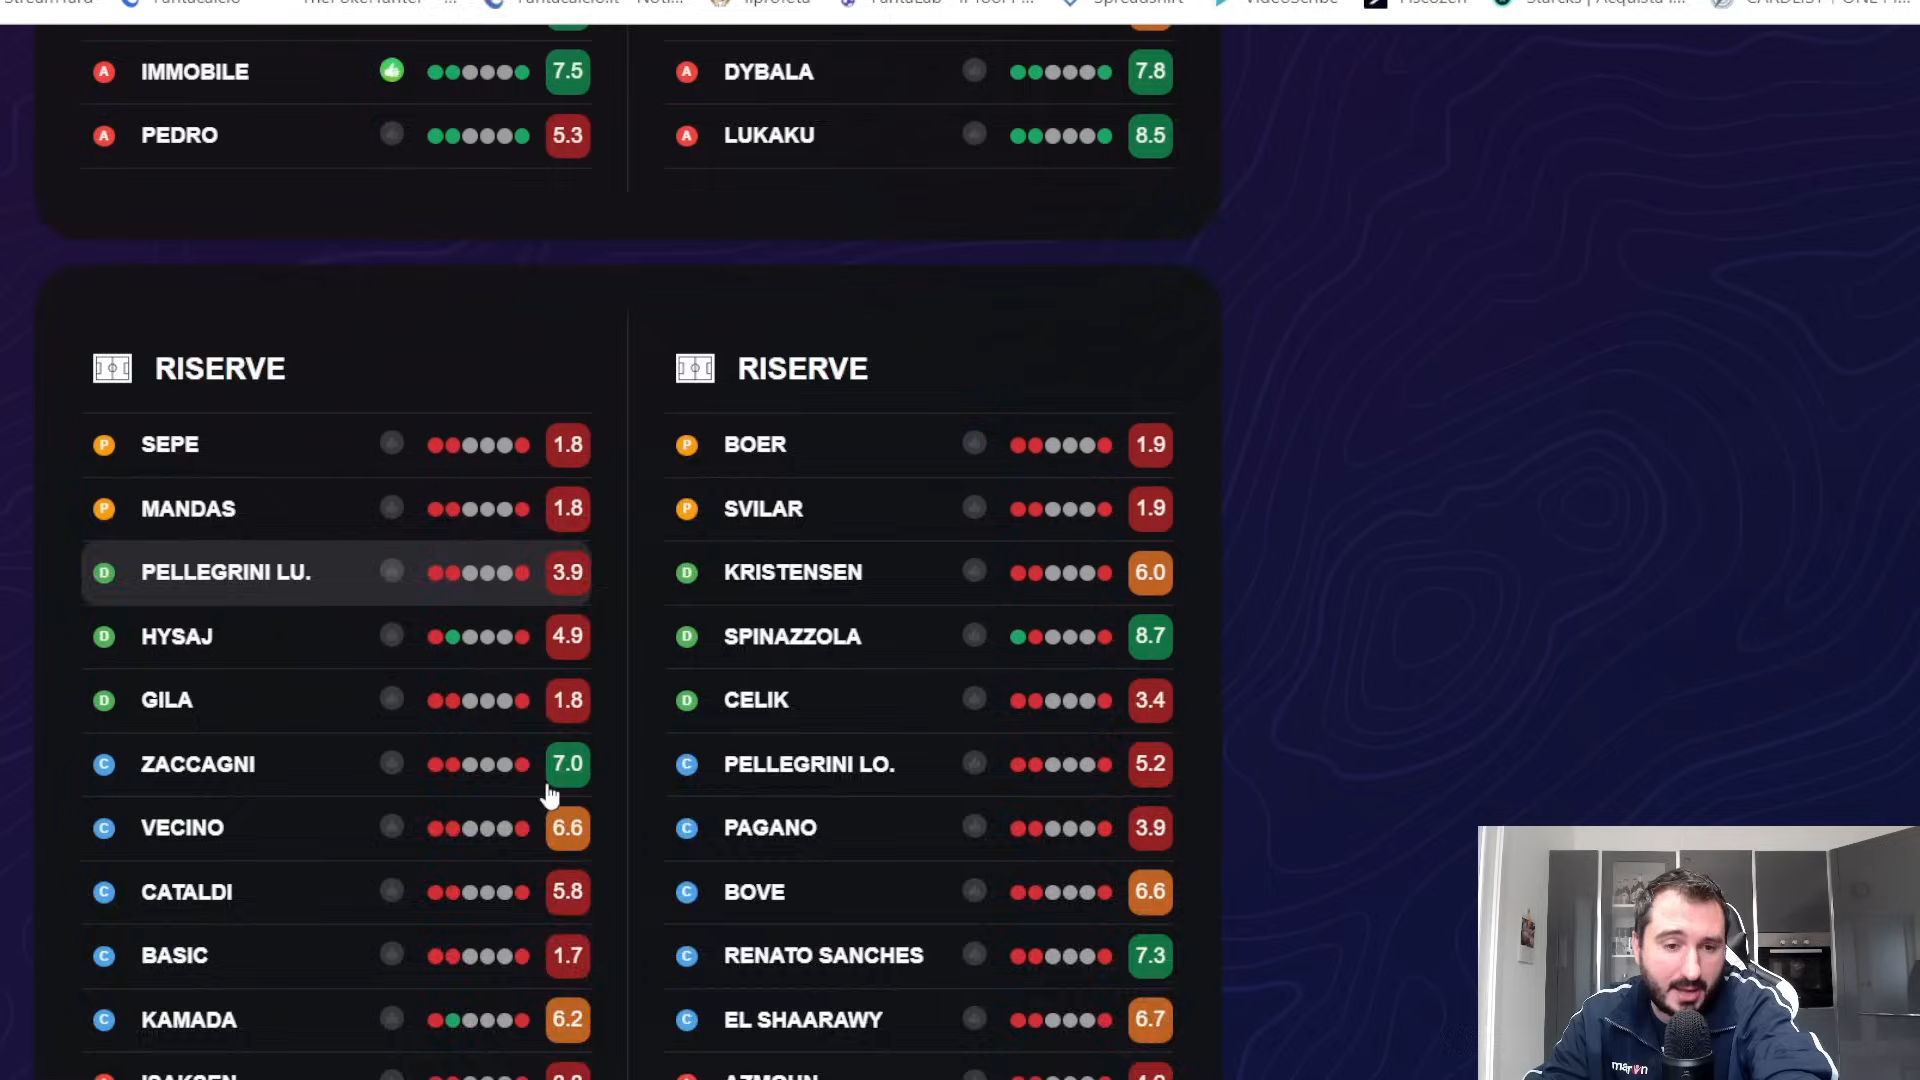 A IMMOBILE 7.5
A PEDRO 5.3
A DYBALA 7.8
A LUKAKU 8.5
RISERVE
P SEPE 1.8
P MANDAS 1.8
D PELLEGRINI LU. 3.9
D HYSAJ 4.9
D GILA 1.8
C ZACCAGNI 7.0
C VECINO 6.6
C CATALDI 5.8
C BASIC 1.7
C KAMADA 6.2
RISERVE
P BOER 1.9
P SVILAR 1.9
D KRISTENSEN 6.0
D SPINAZZOLA 8.7
D CELIK 3.4
C PELLEGRINI LO. 5.2
C PAGANO 3.9
C BOVE 6.6
C RENATO SANCHES 7.3
C EL SHAARAWY 6.7